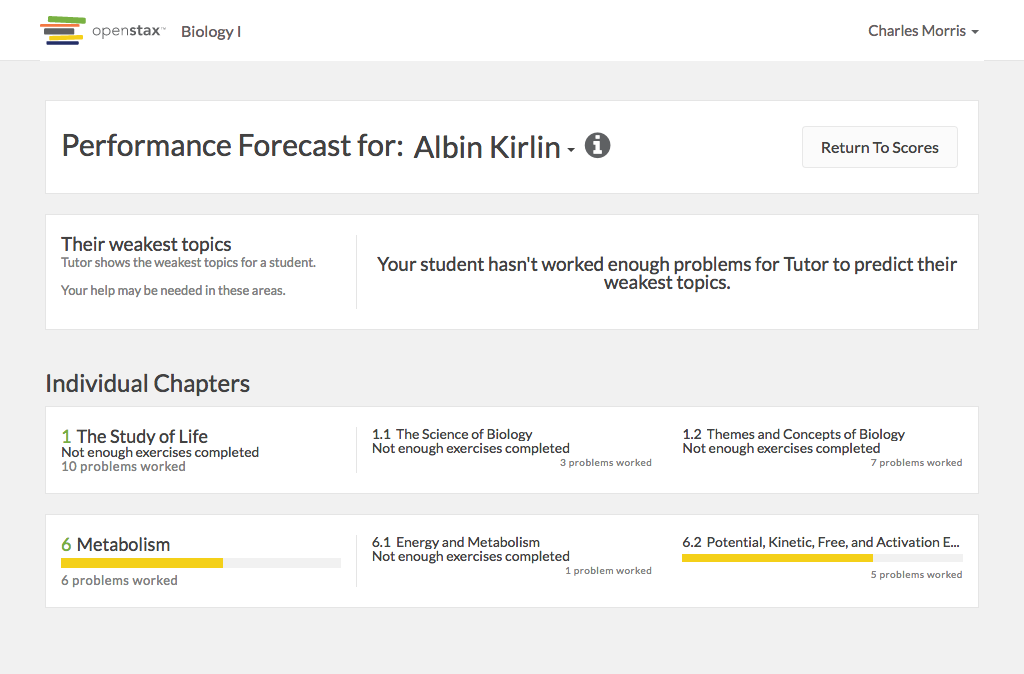 openstax™ Biology I
Charles Morris
Performance Forecast for: Albin Kirlin
Return To Scores
Their weakest topics
Tutor shows the weakest topics for a student.
Your help may be needed in these areas.
Your student hasn't worked enough problems for Tutor to predict their
weakest topics.
Individual Chapters
1 The Study of Life
Not enough exercises completed
10 problems worked
1.1 The Science of Biology
Not enough exercises completed
3 problems worked
1.2 Themes and Concepts of Biology
Not enough exercises completed
7 problems worked
6 Metabolism
6 problems worked
6.1 Energy and Metabolism
Not enough exercises completed
1 problem worked
6.2 Potential, Kinetic, Free, and Activation E...
5 problems worked